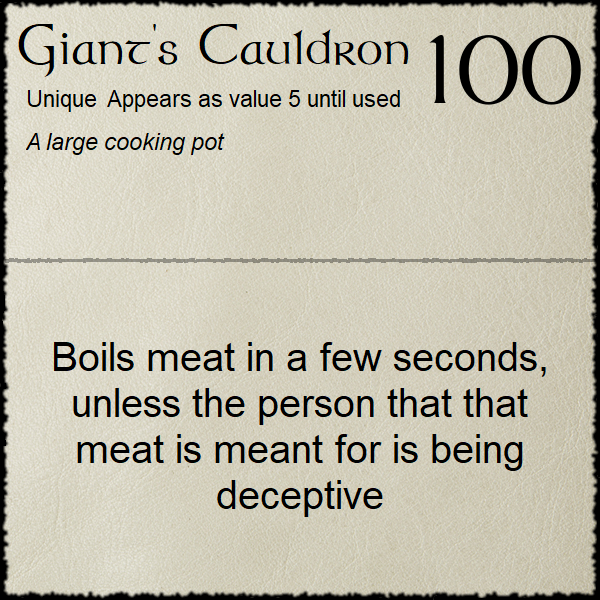 Giant's Cauldron 100
Unique Appears as value 5 until used
A large cooking pot
Boils meat in a few seconds,
unless the person that that
meat is meant for is being
deceptive